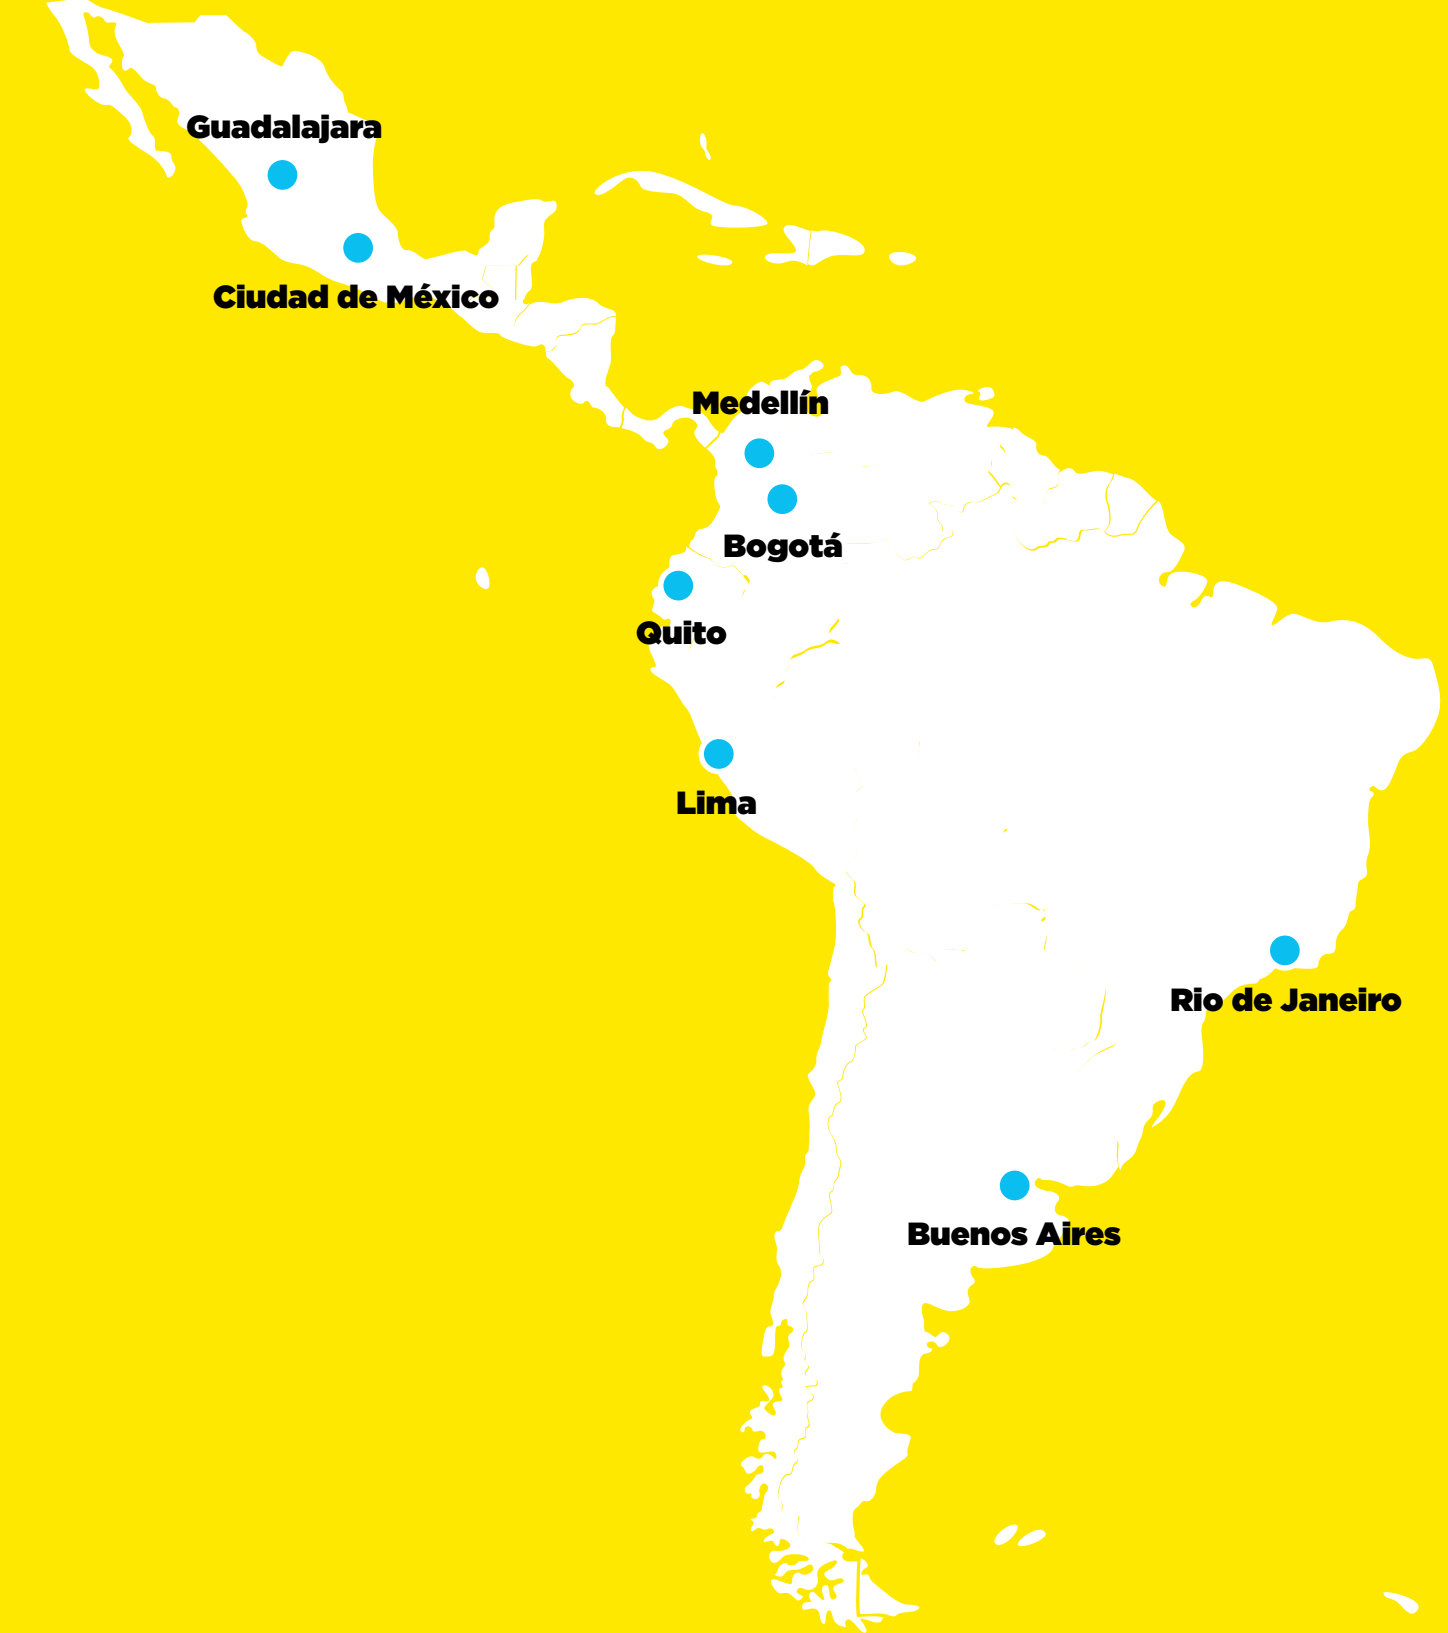 Guadalajara
Ciudad de México
Medellín
Bogotá
Quito
Lima
Rio de Janeiro
Buenos Aires